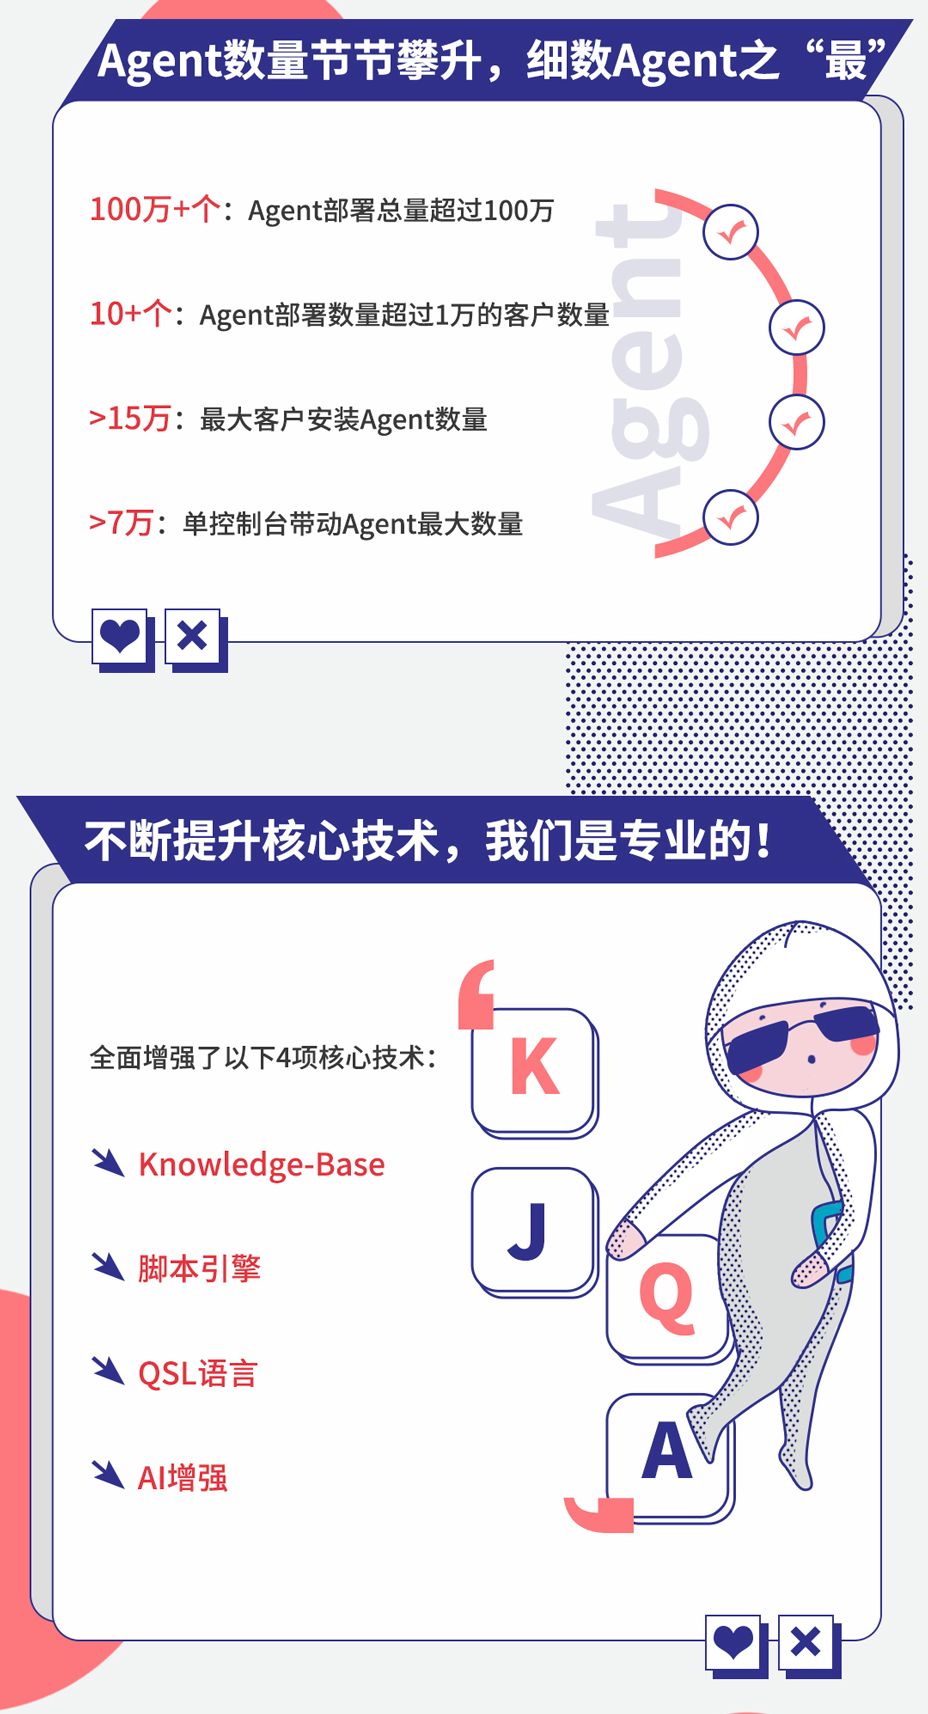 Agent数量节节攀升，细数Agent之“最”
100万+个：Agent部署总量超过100万
10+个：Agent部署数量超过1万的客户数量
>15万：最大客户安装Agent数量
>7万：单控制台带动Agent最大数量
Agent
不断提升核心技术，我们是专业的！
全面增强了以下4项核心技术：
Knowledge-Base
脚本引擎
QSL语言
AI增强
K
J
Q
A